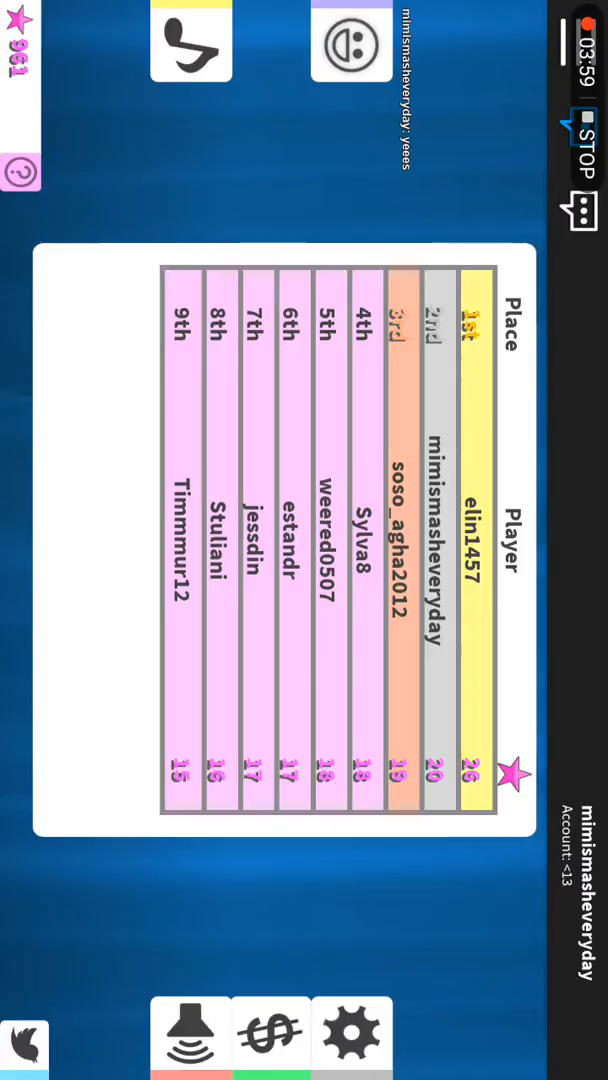 03:59
STOP
mimismasheveryday
Account: <13
mimismasheveryday: yeees
Place Player
1st elin1457 26
2nd mimismasheveryday 20
3rd soso_agha2012 19
4th Sylva8 18
5th weered0507 18
6th estandr 17
7th jessdin 17
8th Stuliani 16
9th Timmmur12 15
961